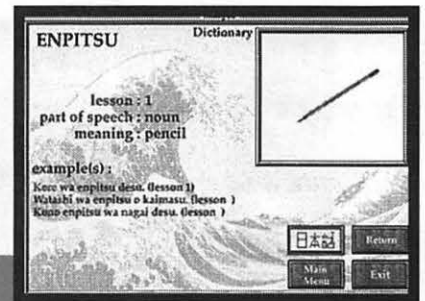 ENPITSU
Dictionary
lesson : 1
part of speech : noun
meaning : pencil
example(s) :
Kore wa enpitsu desu. (lesson 1)
Watashi wa enpitsu o kaimasu. (lesson )
Kono enpitsu wa nagai desu. (lesson )
日本語
Return
Main
Menu
Exit